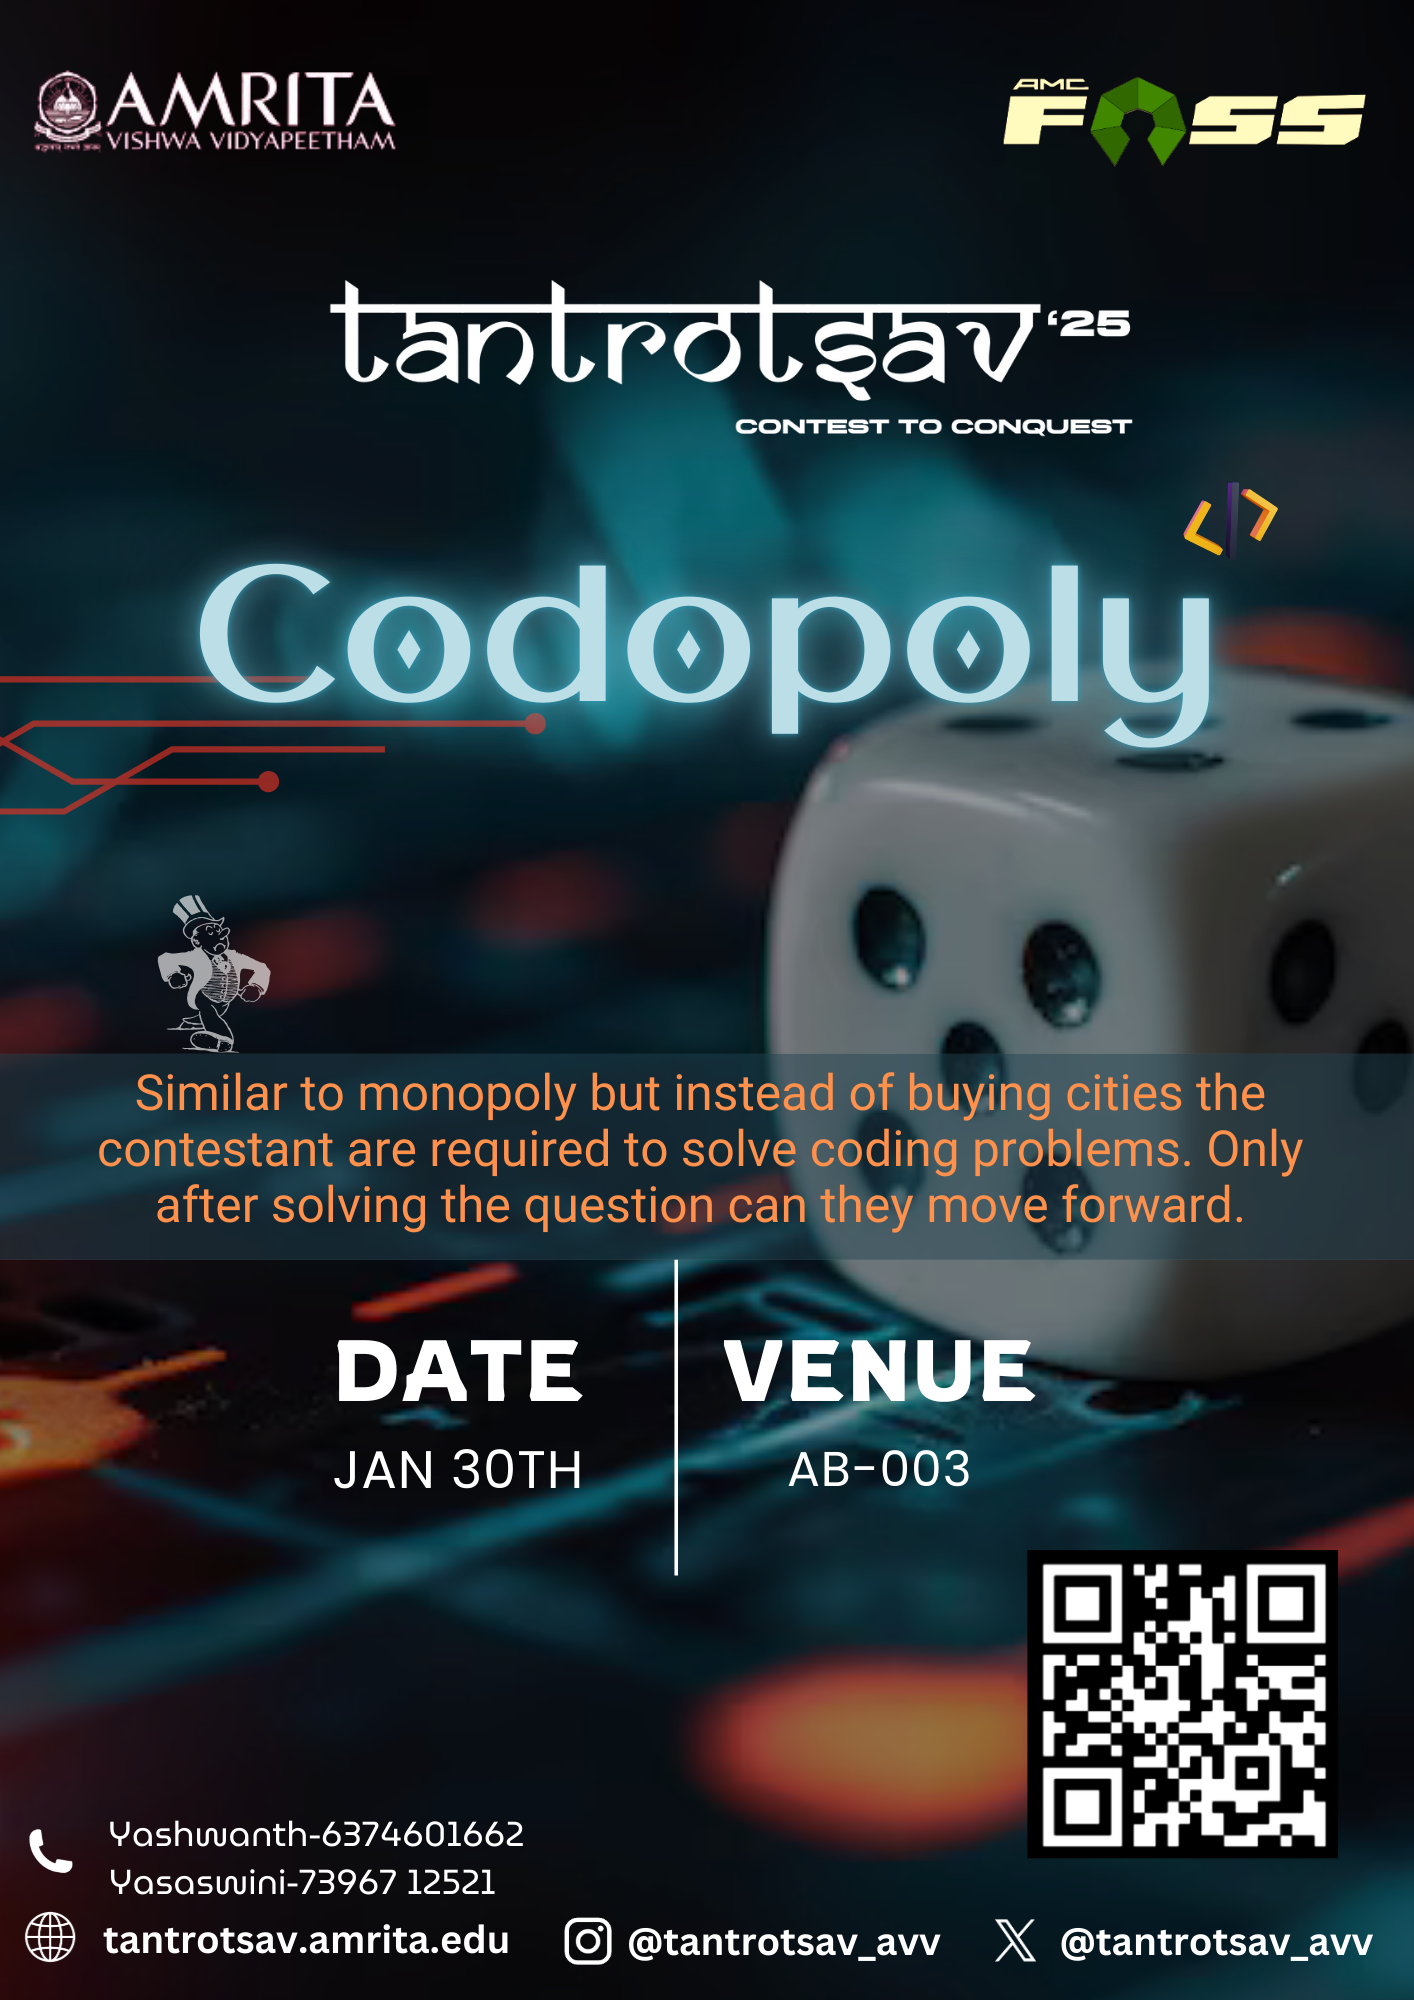 AMRITA
VISHWA VIDYAPEETHAM
AMC
FOSS
tantrotsav '25
CONTEST TO CONQUEST
Codopoly
Similar to monopoly but instead of buying cities the
contestant are required to solve coding problems. Only
after solving the question can they move forward.
DATE
JAN 30TH
VENUE
AB-003
Yashwanth-6374601662
Yasaswini-73967 12521
tantrotsav.amrita.edu
@tantrotsav_avv
@tantrotsav_avv